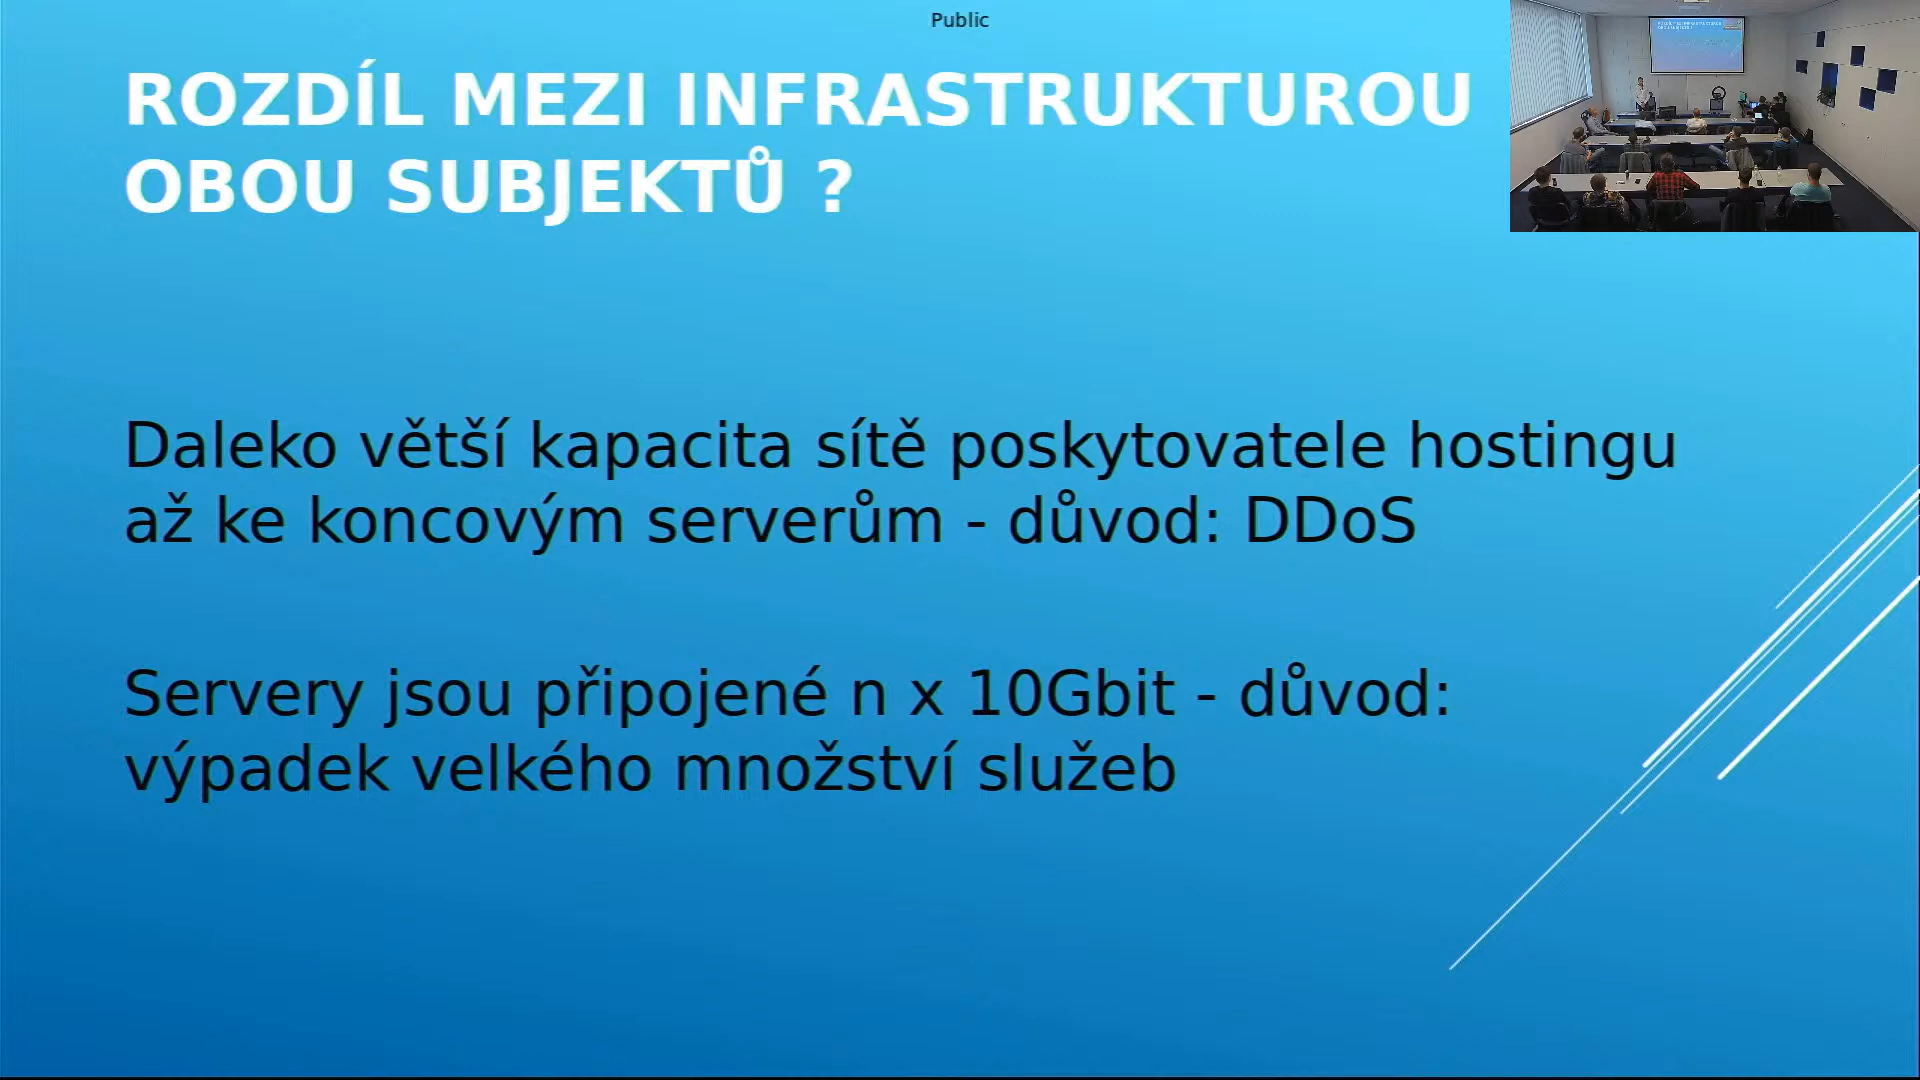 Public
ROZDÍL MEZI INFRASTRUKTUROU
OBOU SUBJEKTŮ ?
Daleko větší kapacita sítě poskytovatele hostingu
až ke koncovým serverům - důvod: DDoS
Servery jsou připojené n x 10Gbit - důvod:
výpadek velkého množství služeb